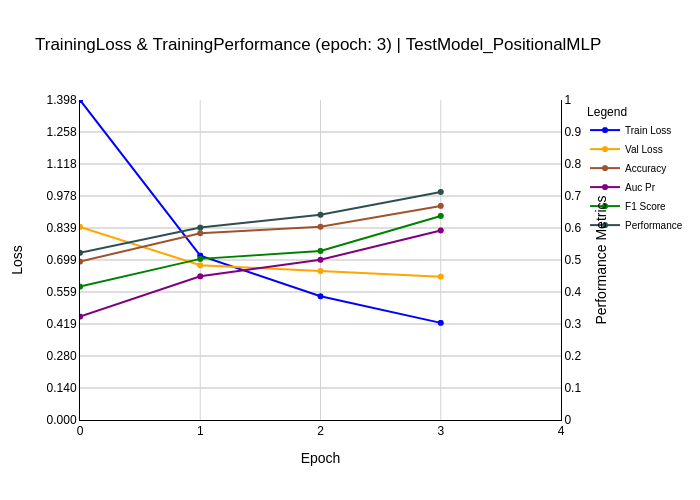 TrainingLoss & TrainingPerformance (epoch: 3) | TestModel_PositionalMLP
1.398
1.258
1.118
0.978
0.839
0.699
0.559
0.419
0.280
0.140
0.000
Loss
0
1
2
3
4
Epoch
1
0.9
0.8
0.7
0.6
0.5
0.4
0.3
0.2
0.1
0
Performance Metrics
Legend
Train Loss
Val Loss
Accuracy
Auc Pr
F1 Score
Performance